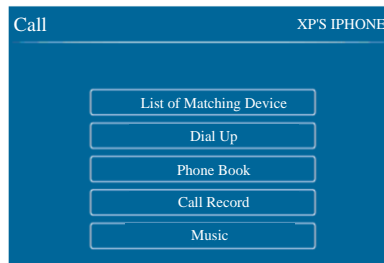 Call XP'S IPHONE
List of Matching Device
Dial Up
Phone Book
Call Record
Music